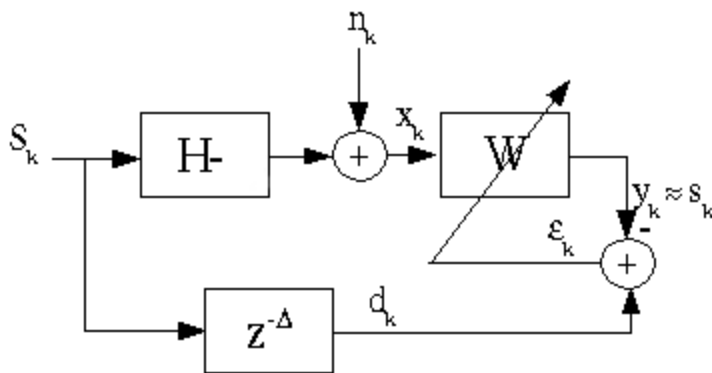 n_k
S_k
H-
+
x_k
W
y_k ≈ s_k
-
ε_k
+
z^-Δ
d_k